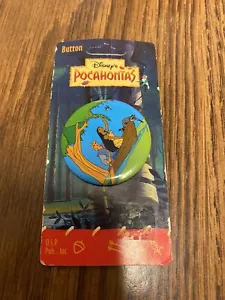 Button
Disney's
POCAHONTAS
O.S.P
Pub., Inc.